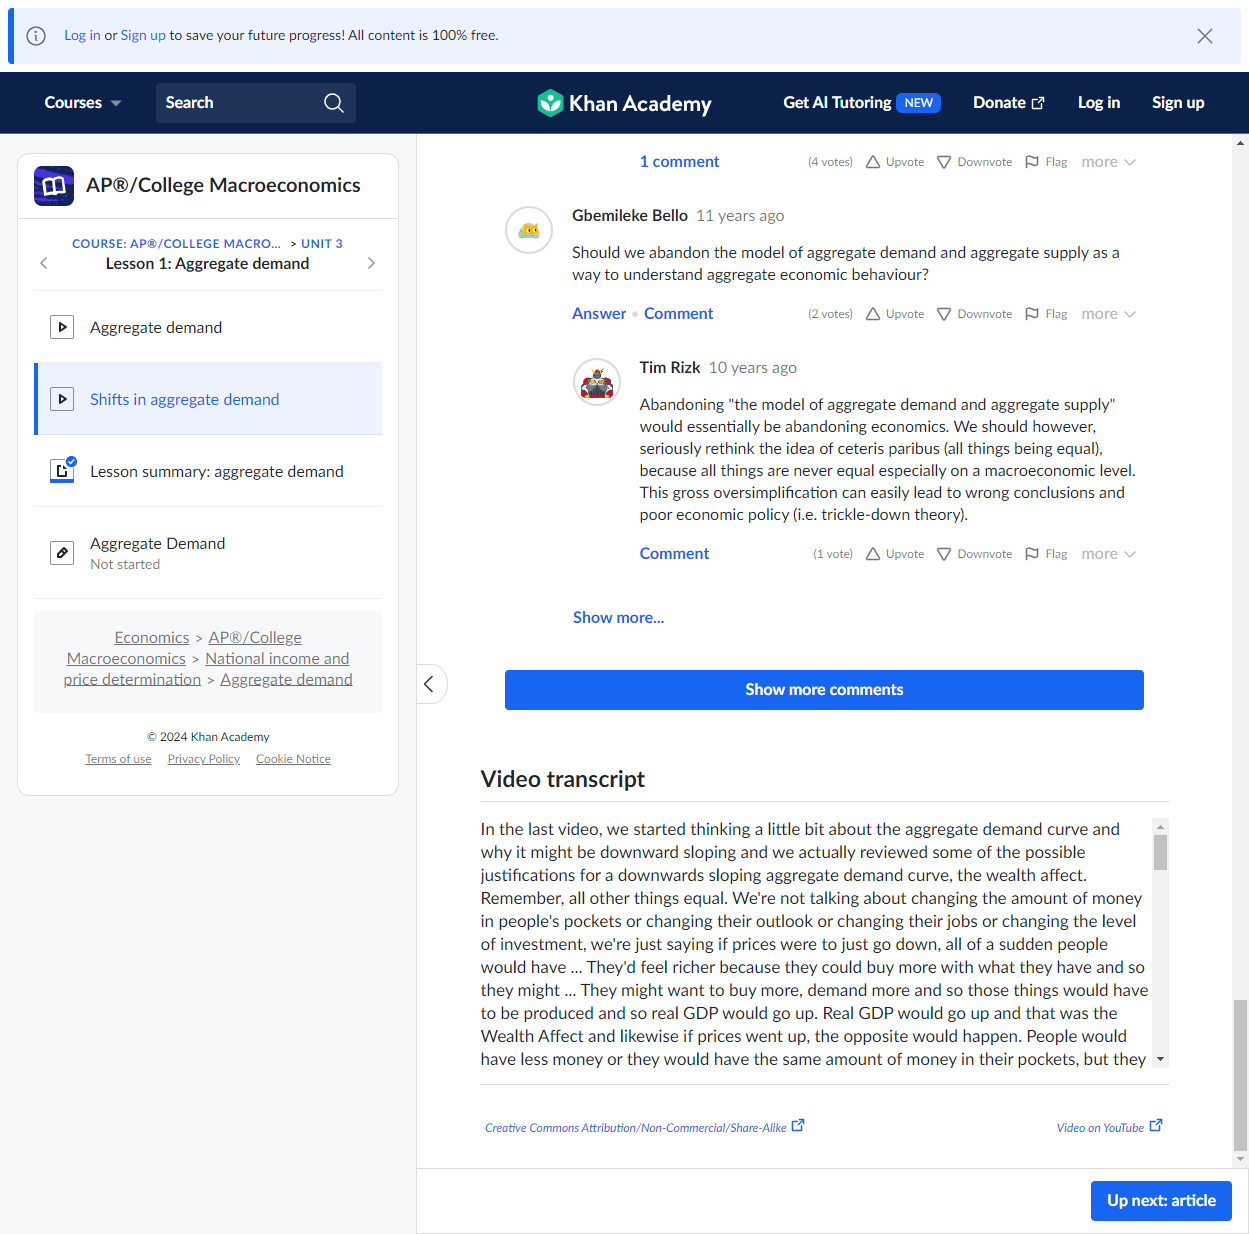 Log in or Sign up to save your future progress! All content is 100% free.
Courses
Search
Khan Academy
Get AI Tutoring NEW
Donate
Log in
Sign up
AP®/College Macroeconomics
COURSE: AP®/COLLEGE MACRO... > UNIT 3
Lesson 1: Aggregate demand
Aggregate demand
Shifts in aggregate demand
Lesson summary: aggregate demand
Aggregate Demand
Not started
Economics > AP®/College
Macroeconomics > National income and
price determination > Aggregate demand
© 2024 Khan Academy
Terms of use Privacy Policy Cookie Notice
1 comment (4 votes) Upvote Downvote Flag more
Gbemileke Bello 11 years ago
Should we abandon the model of aggregate demand and aggregate supply as a
way to understand aggregate economic behaviour?
Answer • Comment (2 votes) Upvote Downvote Flag more
Tim Rizk 10 years ago
Abandoning "the model of aggregate demand and aggregate supply"
would essentially be abandoning economics. We should however,
seriously rethink the idea of ceteris paribus (all things being equal),
because all things are never equal especially on a macroeconomic level.
This gross oversimplification can easily lead to wrong conclusions and
poor economic policy (i.e. trickle-down theory).
Comment (1 vote) Upvote Downvote Flag more
Show more...
Show more comments
Video transcript
In the last video, we started thinking a little bit about the aggregate demand curve and
why it might be downward sloping and we actually reviewed some of the possible
justifications for a downwards sloping aggregate demand curve, the wealth affect.
Remember, all other things equal. We're not talking about changing the amount of money
in people's pockets or changing their outlook or changing their jobs or changing the level
of investment, we're just saying if prices were to just go down, all of a sudden people
would have ... They'd feel richer because they could buy more with what they have and so
they might ... They might want to buy more, demand more and so those things would have
to be produced and so real GDP would go up. Real GDP would go up and that was the
Wealth Affect and likewise if prices went up, the opposite would happen. People would
have less money or they would have the same amount of money in their pockets, but they
Creative Commons Attribution/Non-Commercial/Share-Alike
Video on YouTube
Up next: article